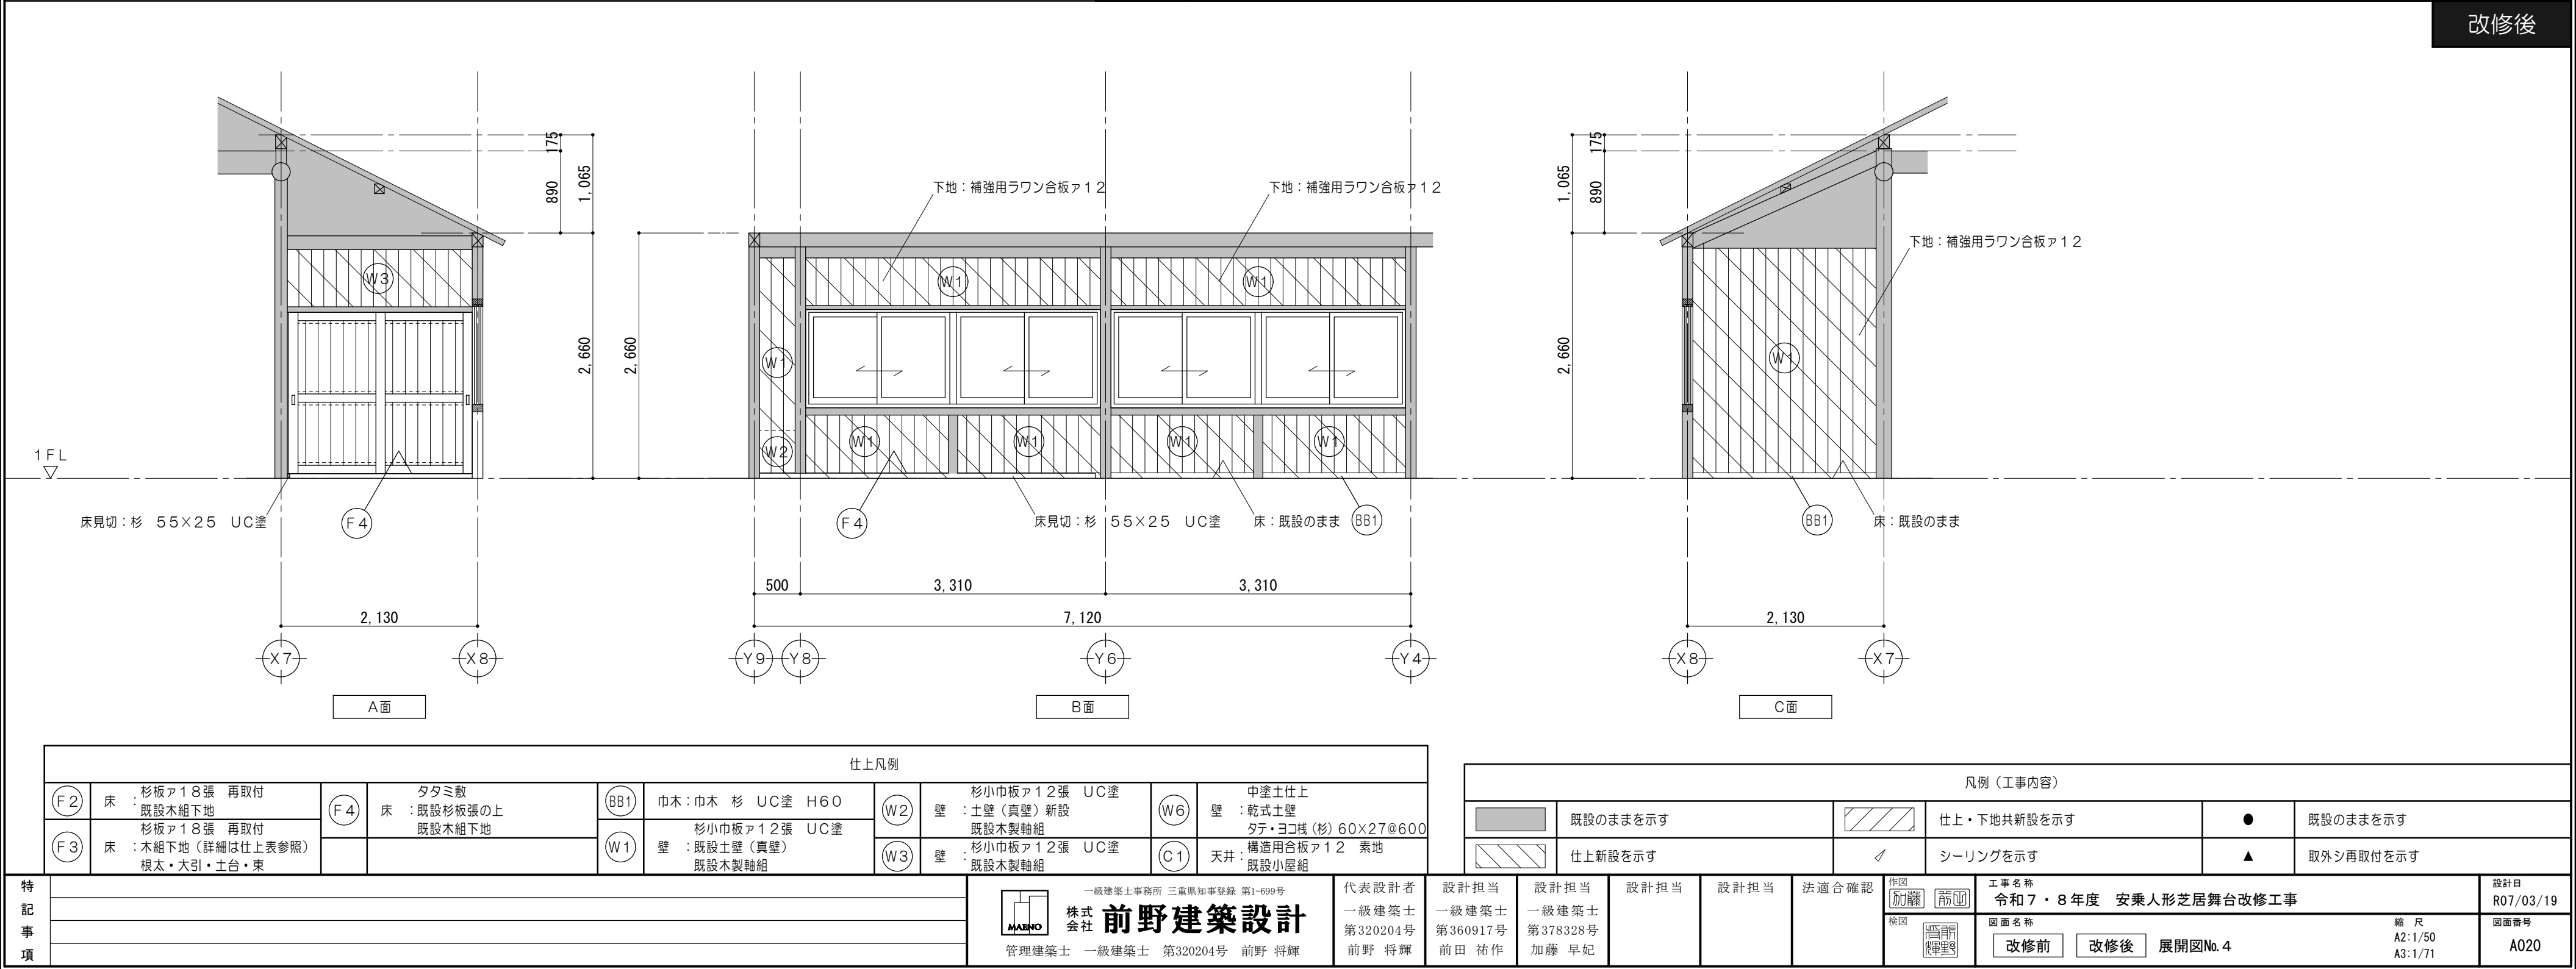 改修後
175
890
1,065
2,660
W3
1FL
床見切：杉　55×25　UC塗
F4
2,130
X7
X8
A面
2,660
下地：補強用ラワン合板ァ12
下地：補強用ラワン合板ァ12
W1
W1
W1
W2
W1
W1
W1
W1
F4
床見切：杉　55×25　UC塗
床：既設のまま
BB1
500
3,310
3,310
7,120
Y9
Y8
Y6
Y4
B面
175
890
1,065
2,660
下地：補強用ラワン合板ァ12
W1
BB1
床：既設のまま
2,130
X8
X7
C面
仕上凡例
F2
床　：
杉板ァ18張　再取付
既設木組下地
F3
床　：
杉板ァ18張　再取付
木組下地（詳細は仕上表参照）
根太・大引・土台・束
F4
床　：
タタミ敷
既設杉板張の上
既設木組下地
BB1
巾木：巾木　杉　UC塗　H60
W1
壁　：
杉小巾板ァ12張　UC塗
既設土壁（真壁）
既設木製軸組
W2
壁　：
杉小巾板ァ12張　UC塗
土壁（真壁）新設
既設木製軸組
W3
壁　：
杉小巾板ァ12張　UC塗
既設木製軸組
W6
壁　：
中塗土仕上
乾式土壁
タテ・ヨコ桟（杉）60×27@600
C1
天井：
構造用合板ァ12　素地
既設小屋組
凡例（工事内容）
既設のままを示す
仕上・下地共新設を示す
● 既設のままを示す
仕上新設を示す
シーリングを示す
▲ 取外シ再取付を示す
特記事項
MAENO
一級建築士事務所 三重県知事登録 第1-699号
株式会社 前野建築設計
管理建築士　一級建築士　第320204号　前野 将輝
代表設計者
一級建築士
第320204号
前野 将輝
設計担当
一級建築士
第360917号
前田 祐作
設計担当
一級建築士
第378328号
加藤 早妃
設計担当
設計担当
法適合確認
作図
加藤
前田
検図
前野将輝
工事名称
令和7・8年度　安乗人形芝居舞台改修工事
設計日
R07/03/19
図面名称
改修前　改修後　展開図No.4
縮 尺
A2:1/50
A3:1/71
図面番号
A020